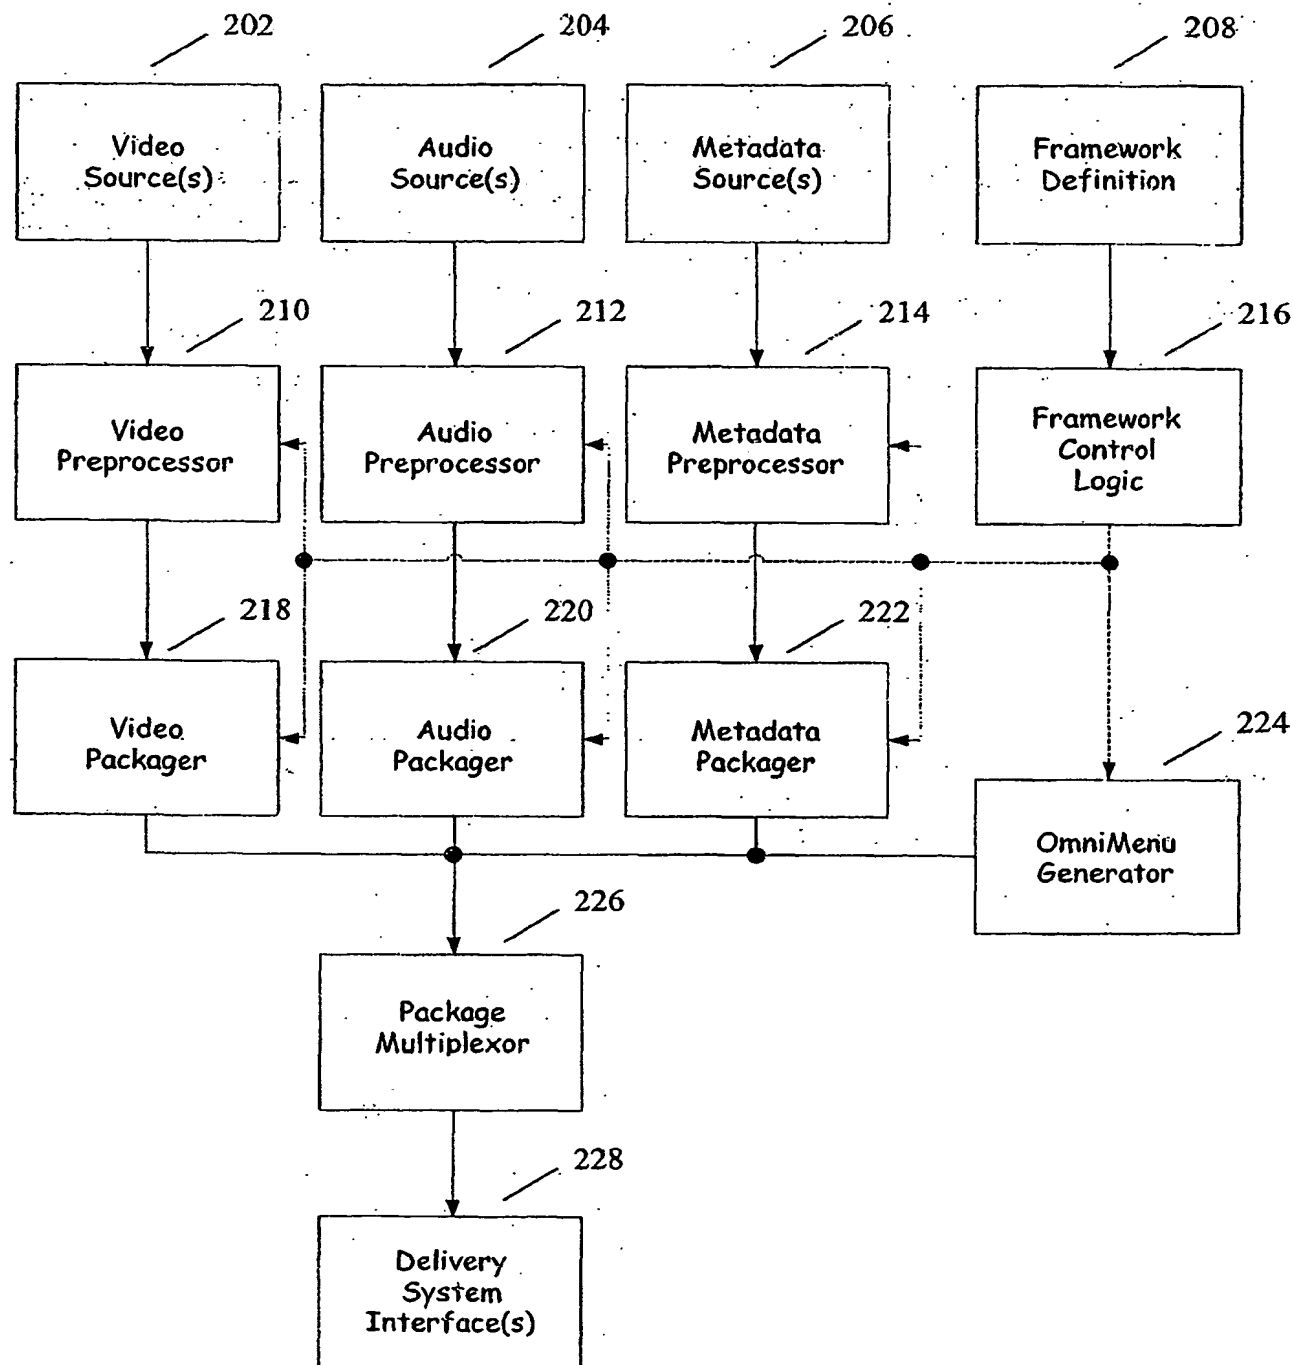 202
204
206
208
Video
Source(s)
Audio
Source(s)
Metadata
Source(s)
Framework
Definition
210
212
214
216
Video
Preprocessor
Audio
Preprocessor
Metadata
Preprocessor
Framework
Control
Logic
218
220
222
224
Video
Packager
Audio
Packager
Metadata
Packager
OmniMenu
Generator
226
Package
Multiplexor
228
Delivery
System
Interface(s)